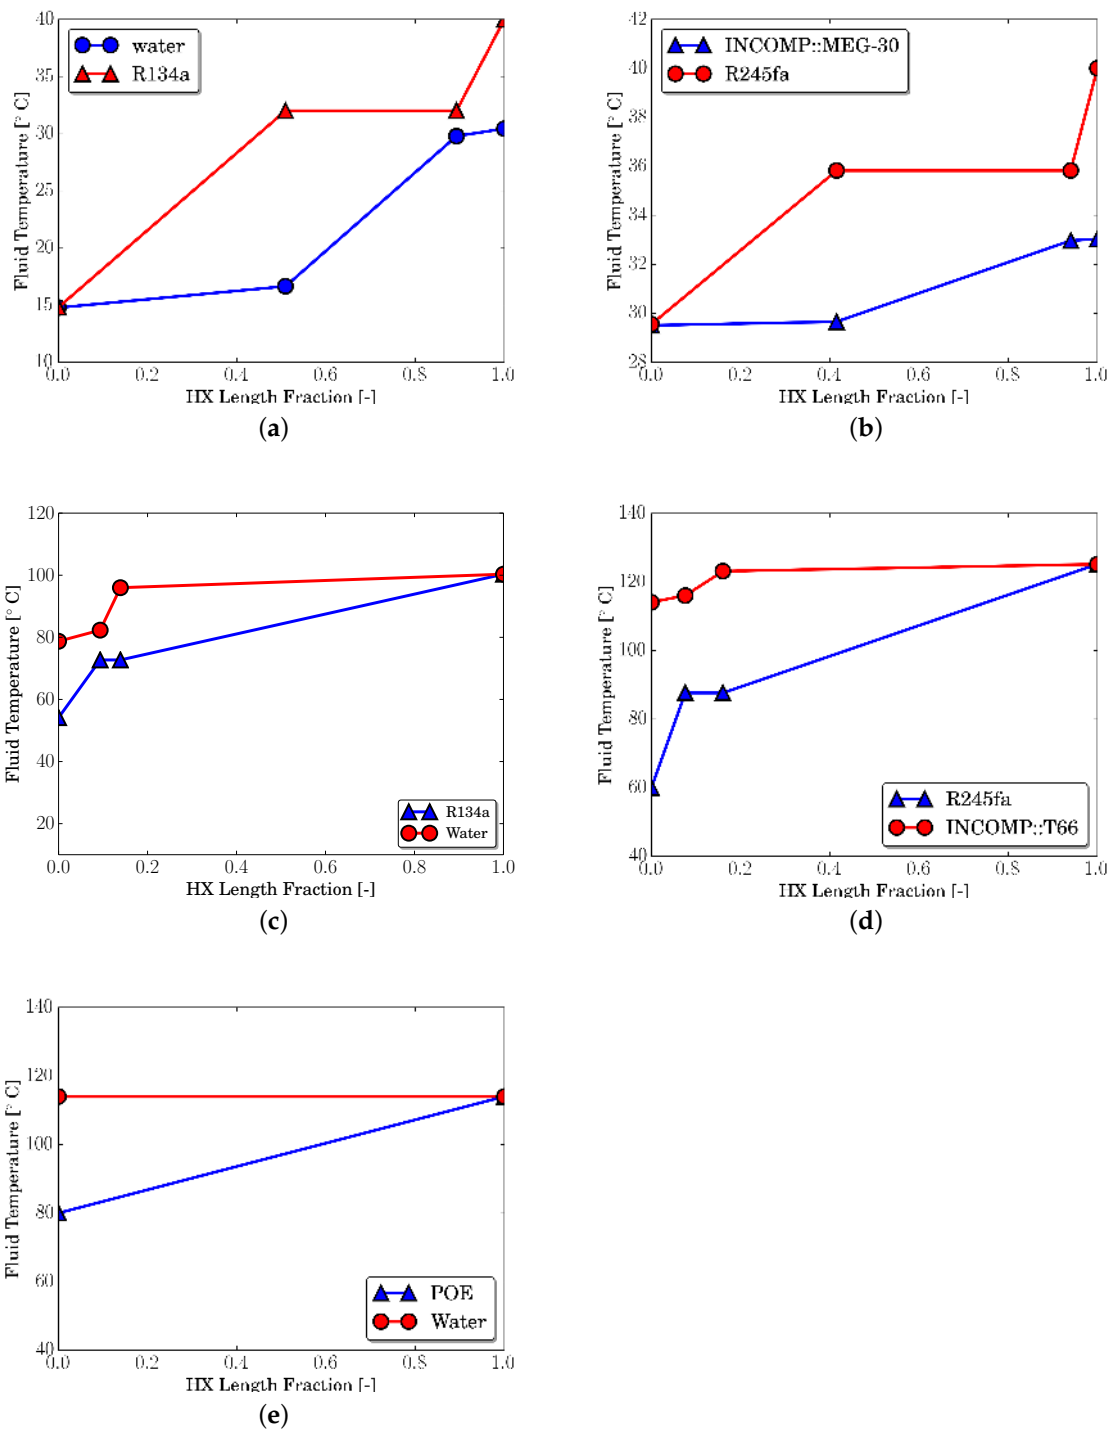 40
35
30
25
20
15
10
Fluid Temperature [° C]
water
R134a
0.0 0.2 0.4 0.6 0.8 1.0
HX Length Fraction [-]
(a)
42
40
38
36
34
32
30
28
Fluid Temperature [° C]
INCOMP::MEG-30
R245fa
0.0 0.2 0.4 0.6 0.8 1.0
HX Length Fraction [-]
(b)
120
100
80
60
40
20
Fluid Temperature [° C]
R134a
Water
0.0 0.2 0.4 0.6 0.8 1.0
HX Length Fraction [-]
(c)
140
120
100
80
60
40
Fluid Temperature [° C]
R245fa
INCOMP::T66
0.0 0.2 0.4 0.6 0.8 1.0
HX Length Fraction [-]
(d)
140
120
100
80
60
40
Fluid Temperature [° C]
POE
Water
0.0 0.2 0.4 0.6 0.8 1.0
HX Length Fraction [-]
(e)